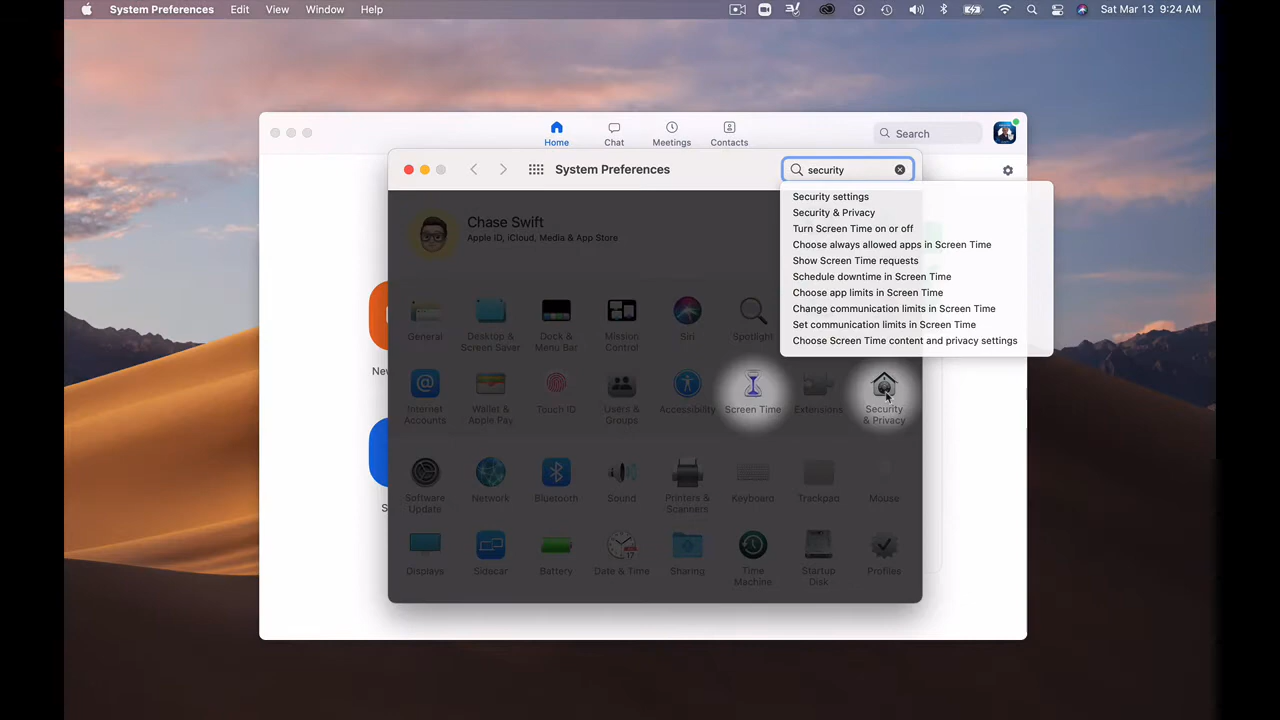 System Preferences Edit View Window Help Sat Mar 13 9:24 AM
Home Chat Meetings Contacts Search
System Preferences security
Chase Swift
Apple ID, iCloud, Media & App Store
Security settings
Security & Privacy
Turn Screen Time on or off
Choose always allowed apps in Screen Time
Show Screen Time requests
Schedule downtime in Screen Time
Choose app limits in Screen Time
Change communication limits in Screen Time
Set communication limits in Screen Time
Choose Screen Time content and privacy settings
General
Desktop &
Screen Saver
Dock &
Menu Bar
Mission
Control
Siri
Spotlight
Internet
Accounts
Wallet &
Apple Pay
Touch ID
Users &
Groups
Accessibility
Screen Time
Extensions
Security
& Privacy
Software
Update
Network
Bluetooth
Sound
Printers &
Scanners
Keyboard
Trackpad
Mouse
Displays
Sidecar
Battery
17
Date & Time
Sharing
Time
Machine
Startup
Disk
Profiles